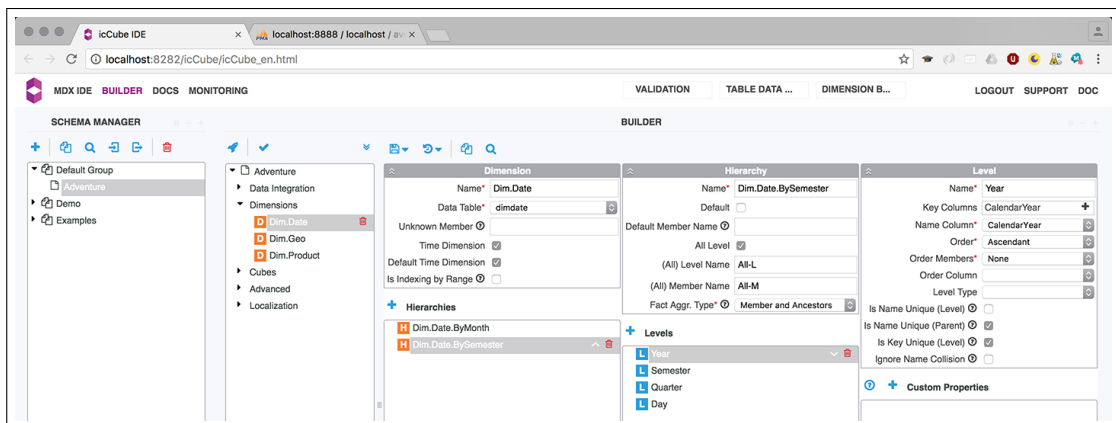 icCube IDE
localhost:8888 / localhost / av
localhost:8282/icCube/icCube_en.html
MDX IDE BUILDER DOCS MONITORING
VALIDATION TABLE DATA ... DIMENSION B...
LOGOUT SUPPORT DOC
SCHEMA MANAGER
BUILDER
Default Group
Adventure
Demo
Examples
Adventure
Data Integration
Dimensions
D Dim.Date
D Dim.Geo
D Dim.Product
Cubes
Advanced
Localization
Dimension
Name* Dim.Date
Data Table* dimdate
Unknown Member
Time Dimension
Default Time Dimension
Is Indexing by Range
Hierarchies
H Dim.Date.ByMonth
H Dim.Date.BySemester
Hierarchy
Name* Dim.Date.BySemester
Default
Default Member Name
All Level
(All) Level Name All-L
(All) Member Name All-M
Fact Aggr. Type* Member and Ancestors
Levels
L Year
L Semester
L Quarter
L Day
Level
Name* Year
Key Columns CalendarYear
Name Column* CalendarYear
Order* Ascendant
Order Members* None
Order Column
Level Type
Is Name Unique (Level)
Is Name Unique (Parent)
Is Key Unique (Level)
Ignore Name Collision
Custom Properties